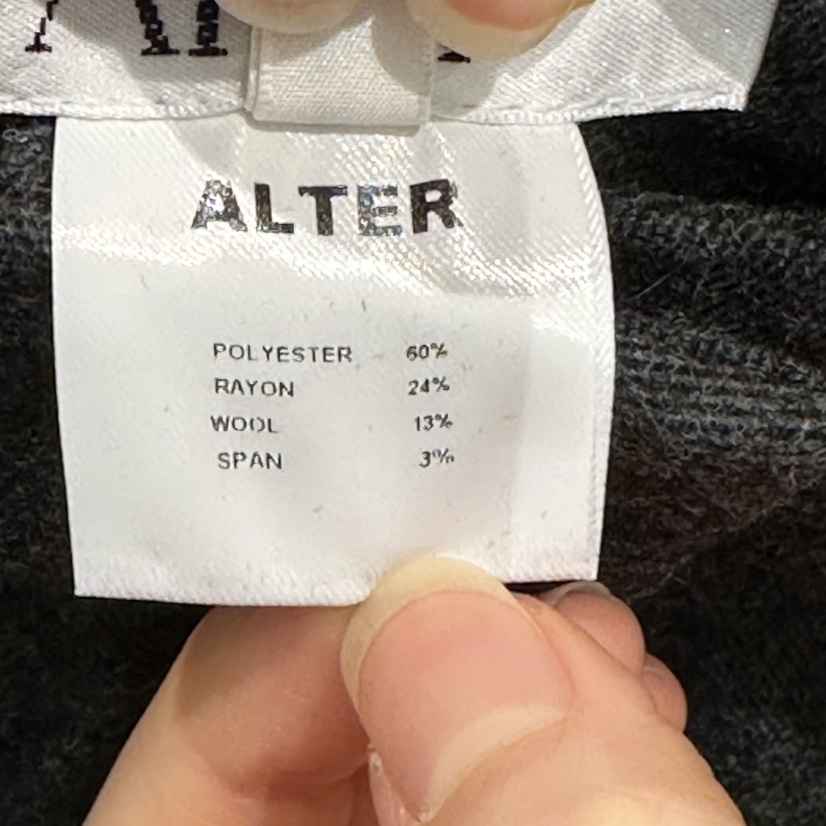 ALTER
POLYESTER 60%
RAYON 24%
WOOL 13%
SPAN 3%